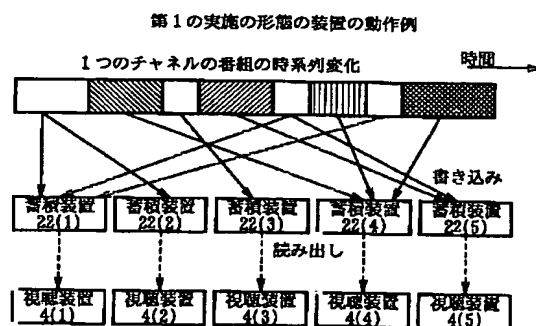 第１の実施の形態の装置の動作例
１つのチャネルの番組の時系列変化
時間
書き込み
蓄積装置 蓄積装置 蓄積装置 蓄積装置 蓄積装置
22(1) 22(2) 22(3) 22(4) 22(5)
読み出し
視聴装置 視聴装置 視聴装置 視聴装置 視聴装置
4(1) 4(2) 4(3) 4(4) 4(5)